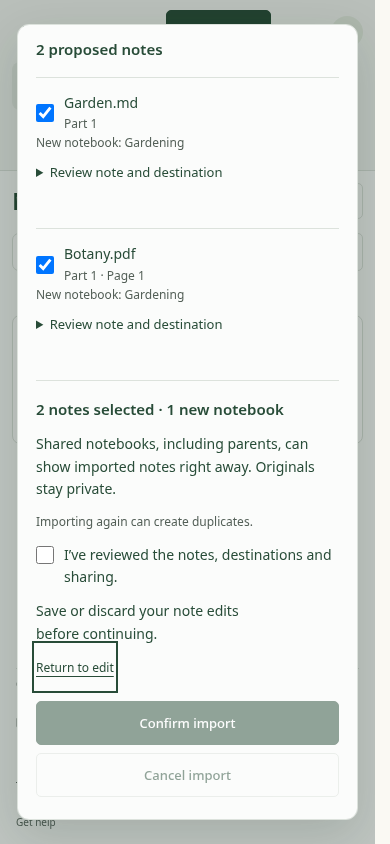 2 proposed notes
Garden.md
Part 1
New notebook: Gardening
Review note and destination
Botany.pdf
Part 1 · Page 1
New notebook: Gardening
Review note and destination
2 notes selected · 1 new notebook
Shared notebooks, including parents, can
show imported notes right away. Originals
stay private.
Importing again can create duplicates.
I’ve reviewed the notes, destinations and
sharing.
Save or discard your note edits
before continuing.
Return to edit
Confirm import
Cancel import
Get help